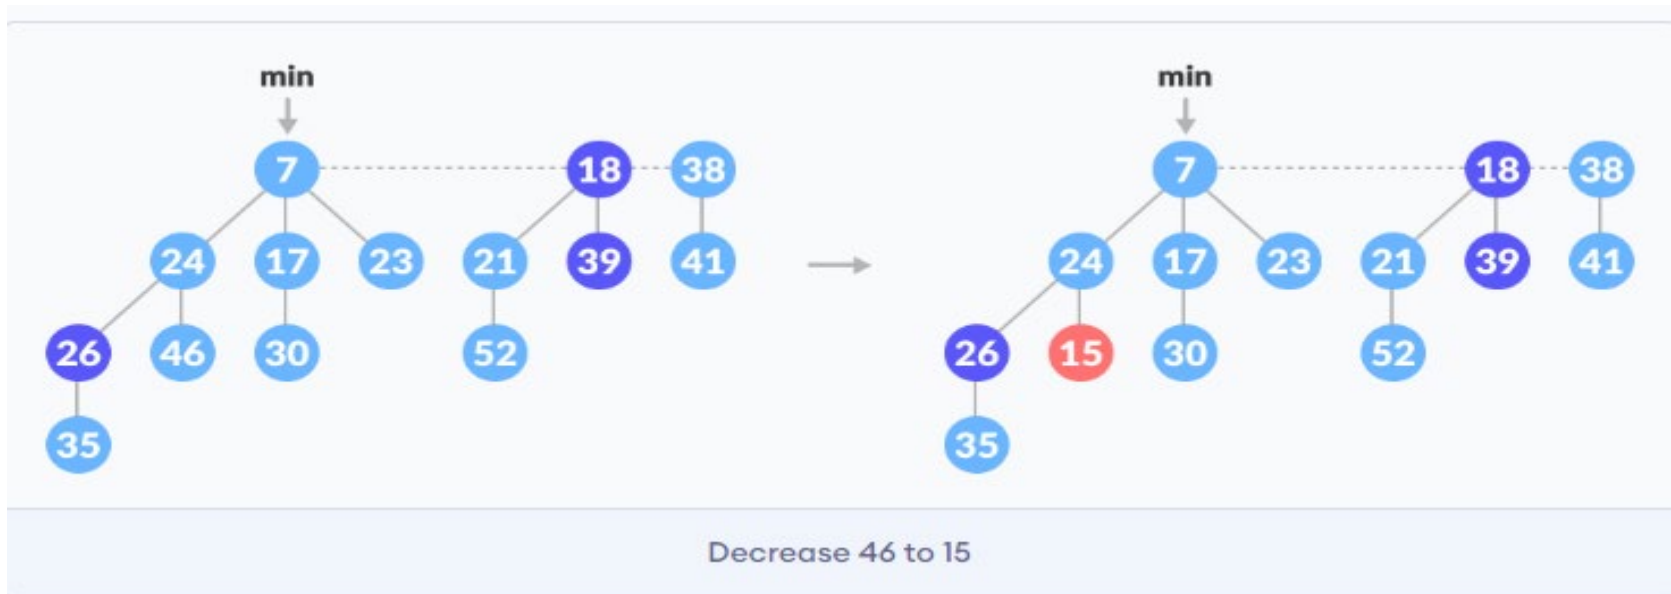 min min
7 18 38 7 18 38
24 17 23 21 39 41 24 17 23 21 39 41
26 46 30 52 26 15 30 52
35 35
Decrease 46 to 15